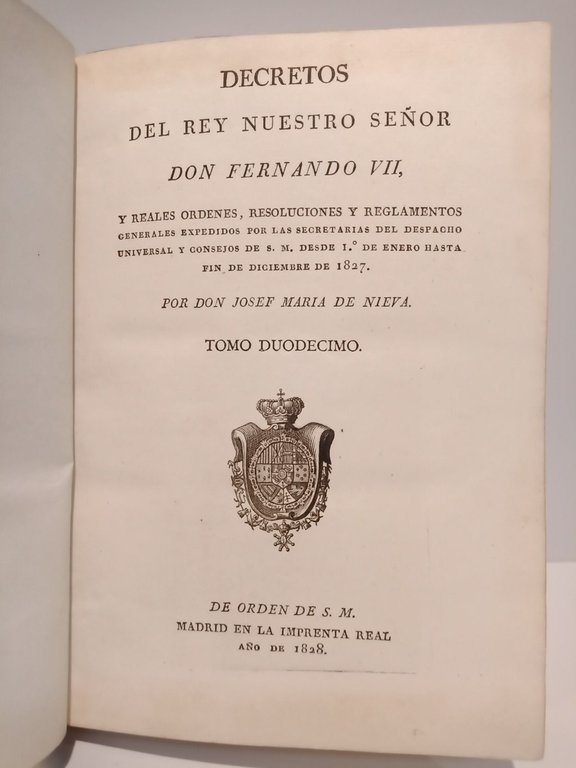 DECRETOS
DEL REY NUESTRO SEÑOR
DON FERNANDO VII,
Y REALES ORDENES, RESOLUCIONES Y REGLAMENTOS
GENERALES EXPEDIDOS POR LAS SECRETARIAS DEL DESPACHO
UNIVERSAL Y CONSEJOS DE S. M. DESDE 1.º DE ENERO HASTA
FIN DE DICIEMBRE DE 1827.
POR DON JOSEF MARIA DE NIEVA.
TOMO DUODECIMO.
DE ORDEN DE S. M.
MADRID EN LA IMPRENTA REAL
AÑO DE 1828.